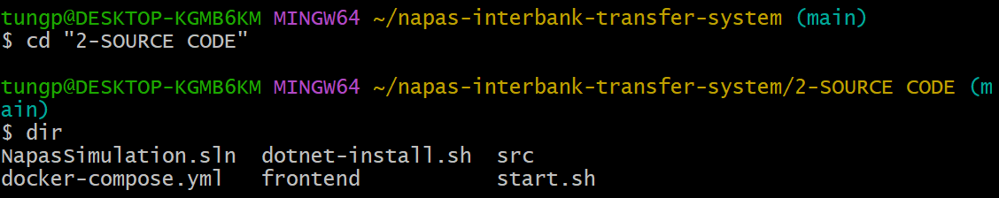 tungp@DESKTOP-KGMB6KM MINGW64 ~/napas-interbank-transfer-system (main)
$ cd "2-SOURCE CODE"

tungp@DESKTOP-KGMB6KM MINGW64 ~/napas-interbank-transfer-system/2-SOURCE CODE (m
ain)
$ dir
NapasSimulation.sln  dotnet-install.sh  src
docker-compose.yml   frontend           start.sh